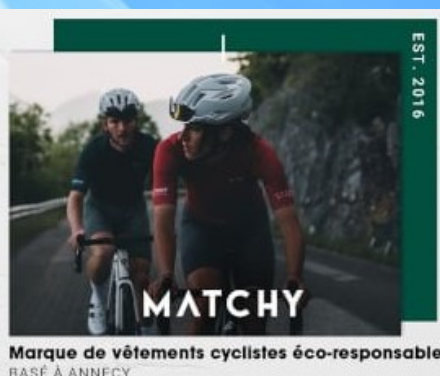 EST. 2016
MATCHY
Marque de vêtements cyclistes éco-responsable
BASÉ À ANNECY